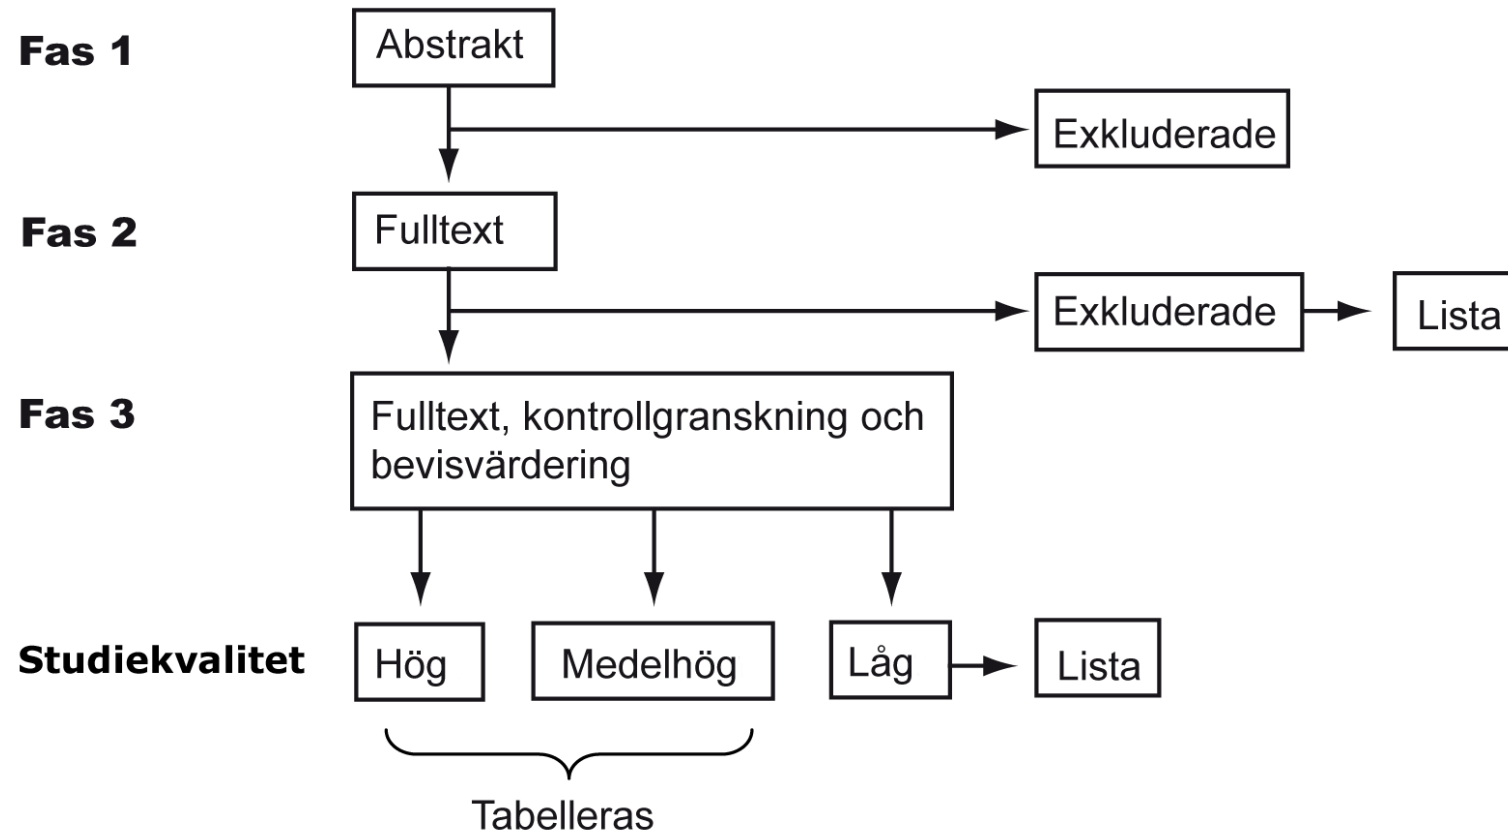 Fas 1
Abstrakt
Exkluderade
Fas 2
Fulltext
Exkluderade
Lista
Fas 3
Fulltext, kontrollgranskning och
bevisvärdering
Studiekvalitet
Hög
Medelhög
Låg
Lista
Tabelleras